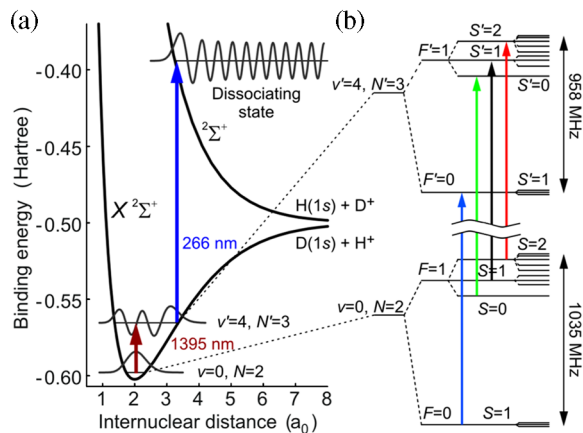 (a)
(b)
Binding energy (Hartree)
-0.40
-0.45
-0.50
-0.55
-0.60
1 2 3 4 5 6 7 8
Internuclear distance (a₀)
Dissociating
state
²Σ⁺
X ²Σ⁺
H(1s) + D⁺
D(1s) + H⁺
266 nm
v'=4, N'=3
1395 nm
v=0, N=2
v'=4, N'=3
v=0, N=2
S'=2
F'=1
S'=1
S'=0
F'=0
S'=1
958 MHz
S=2
F=1
S=1
S=0
F=0
S=1
1035 MHz